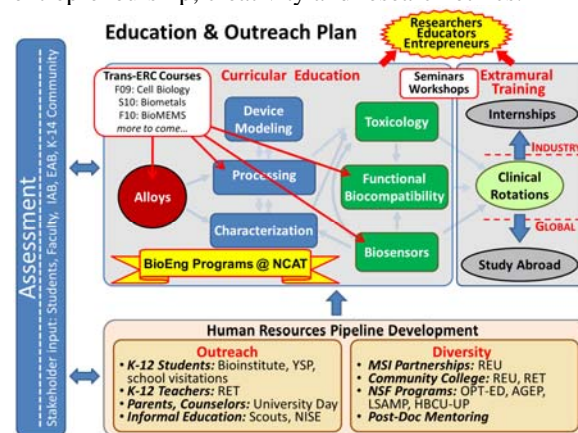 Education & Outreach Plan
Researchers
Educators
Entrepreneurs
Trans-ERC Courses
F09: Cell Biology
S10: Biometals
F10: BioMEMS
more to come…
Curricular Education
Seminars
Workshops
Extramural
Training
Device
Modeling
Toxicology
Internships
INDUSTRY
Alloys
Processing
Functional
Biocompatibility
Clinical
Rotations
Characterization
Biosensors
GLOBAL
Study Abroad
BioEng Programs @ NCAT
Assessment
Stakeholder input: Students, Faculty, IAB, EAB, K-14 Community
Human Resources Pipeline Development
Outreach
• K-12 Students: Bioinstitute, YSP,
school visitations
• K-12 Teachers: RET
• Parents, Counselors: University Day
• Informal Education: Scouts, NISE
Diversity
• MSI Partnerships: REU
• Community College: REU, RET
• NSF Programs: OPT-ED, AGEP,
LSAMP, HBCU-UP
• Post-Doc Mentoring